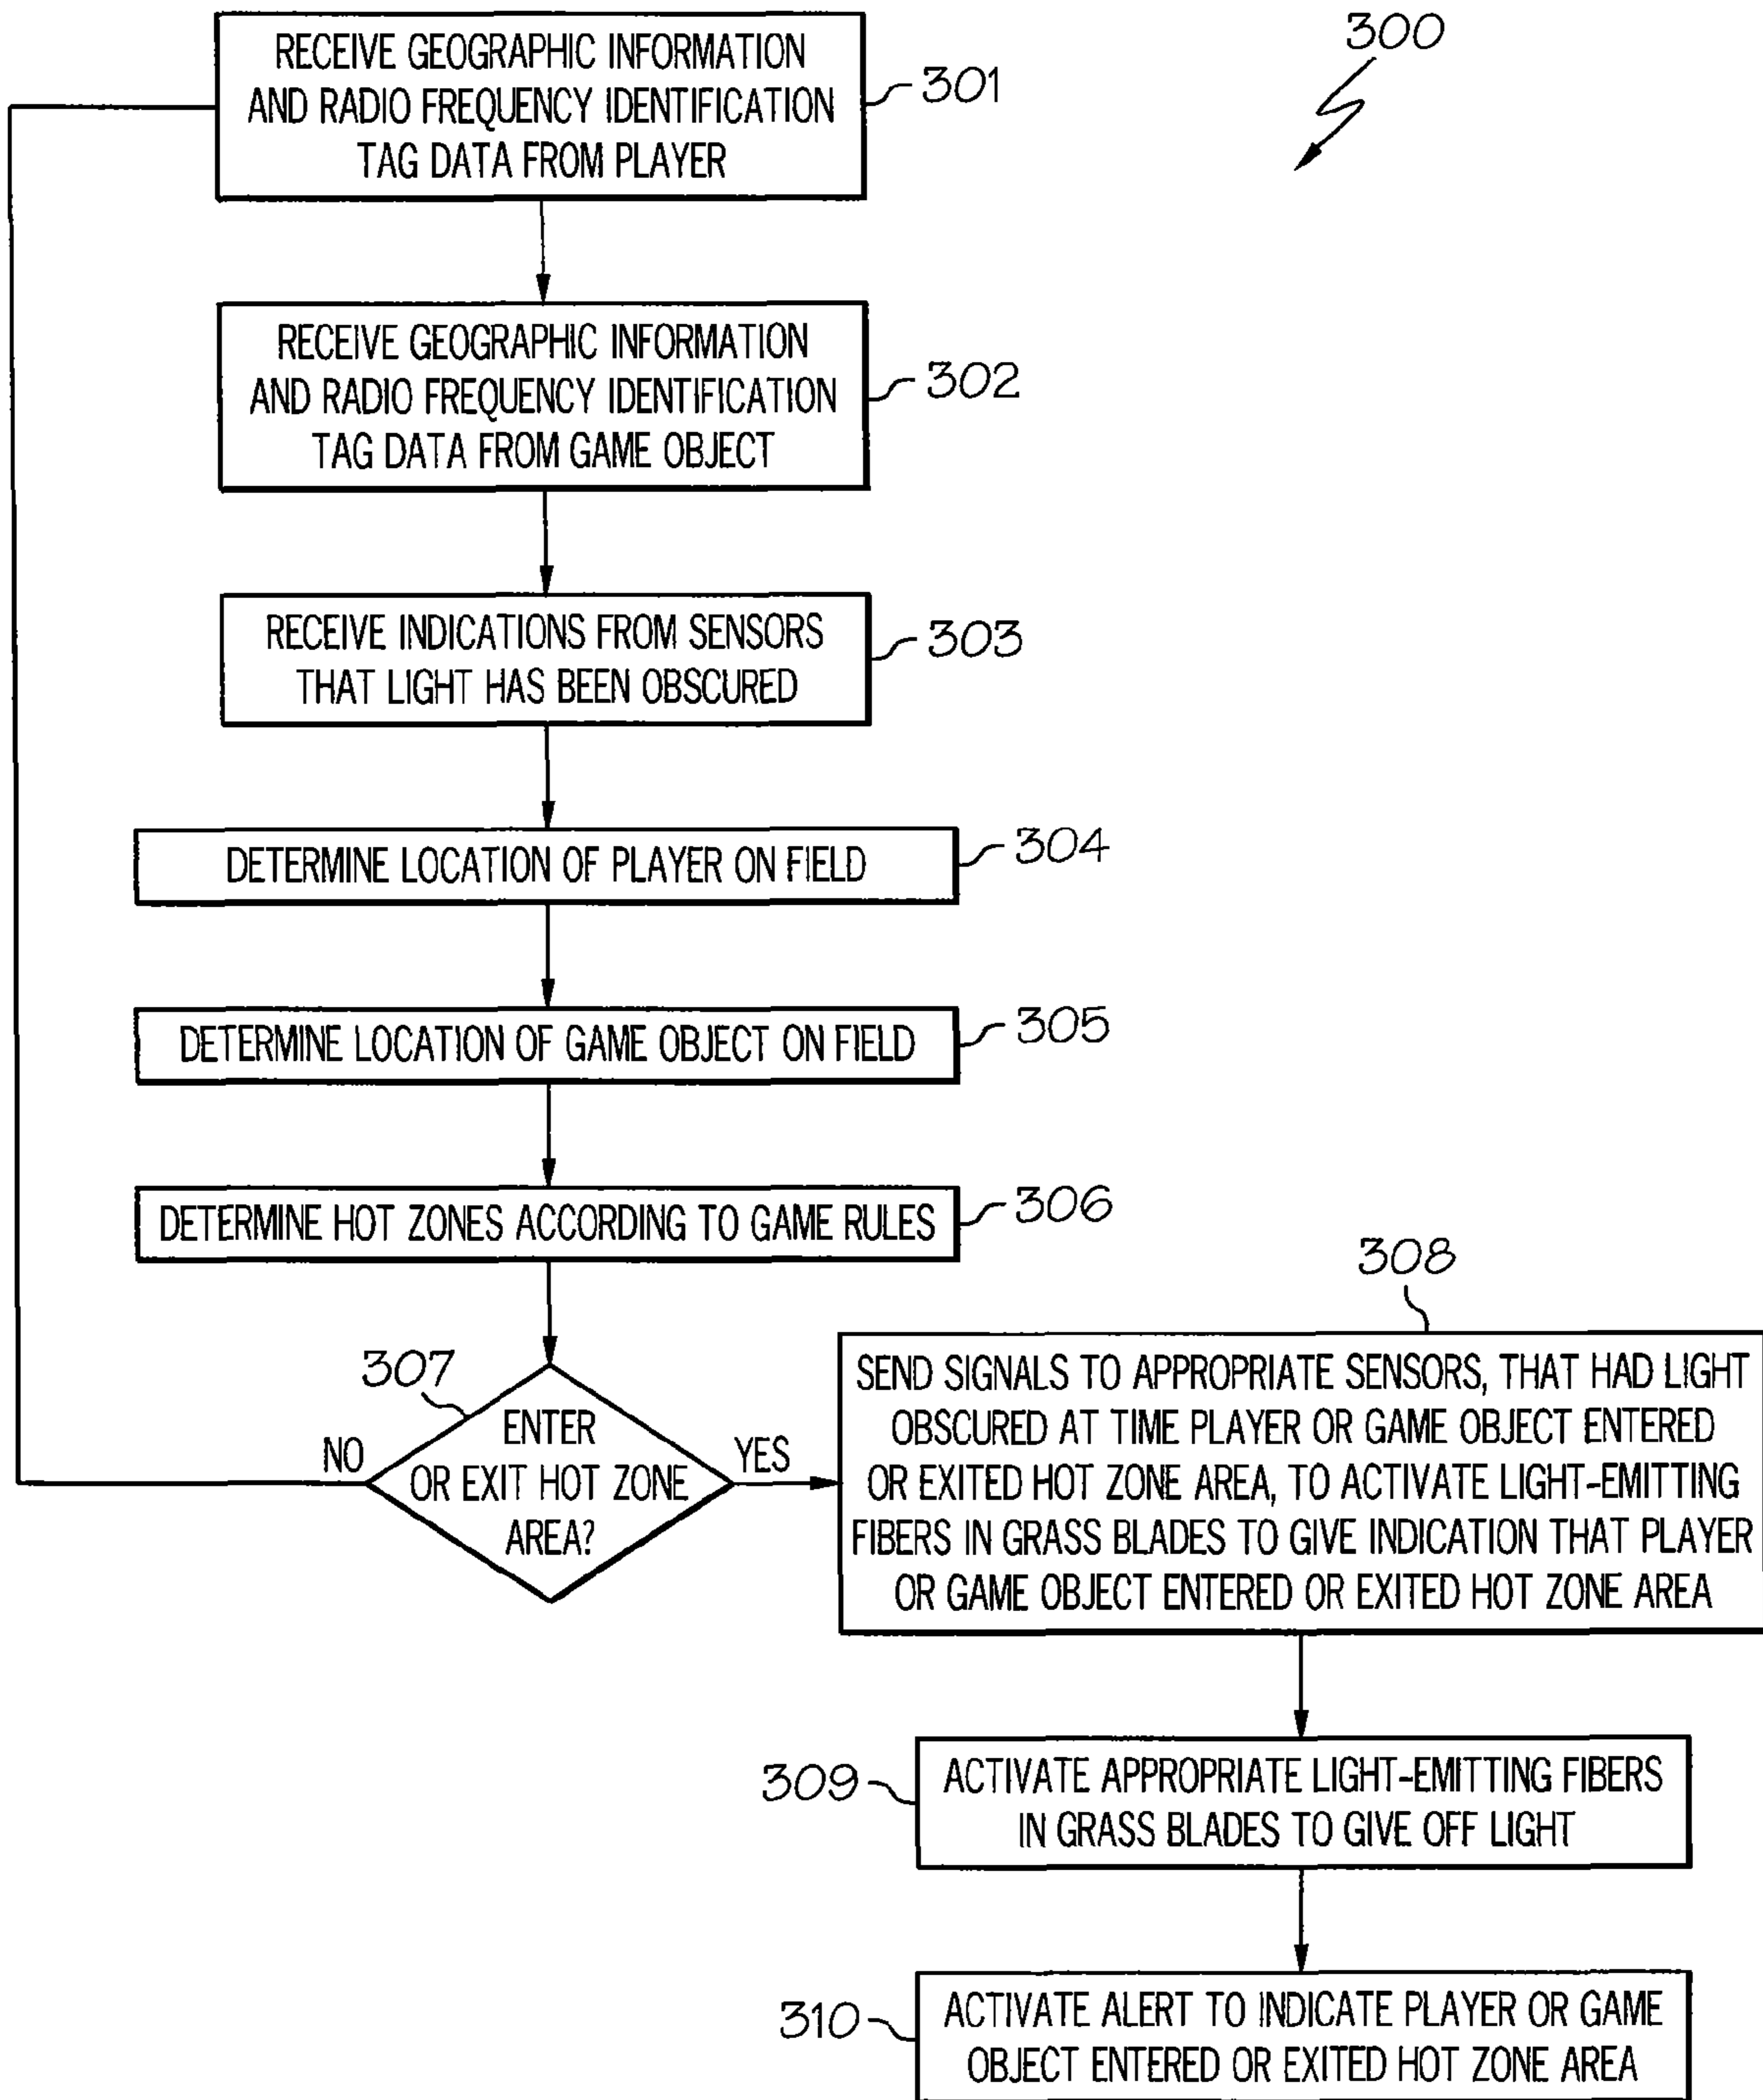 300
RECEIVE GEOGRAPHIC INFORMATION
AND RADIO FREQUENCY IDENTIFICATION
TAG DATA FROM PLAYER
301
RECEIVE GEOGRAPHIC INFORMATION
AND RADIO FREQUENCY IDENTIFICATION
TAG DATA FROM GAME OBJECT
302
RECEIVE INDICATIONS FROM SENSORS
THAT LIGHT HAS BEEN OBSCURED
303
DETERMINE LOCATION OF PLAYER ON FIELD
304
DETERMINE LOCATION OF GAME OBJECT ON FIELD
305
DETERMINE HOT ZONES ACCORDING TO GAME RULES
306
307
ENTER
OR EXIT HOT ZONE
AREA?
NO
YES
308
SEND SIGNALS TO APPROPRIATE SENSORS, THAT HAD LIGHT
OBSCURED AT TIME PLAYER OR GAME OBJECT ENTERED
OR EXITED HOT ZONE AREA, TO ACTIVATE LIGHT-EMITTING
FIBERS IN GRASS BLADES TO GIVE INDICATION THAT PLAYER
OR GAME OBJECT ENTERED OR EXITED HOT ZONE AREA
309
ACTIVATE APPROPRIATE LIGHT-EMITTING FIBERS
IN GRASS BLADES TO GIVE OFF LIGHT
310
ACTIVATE ALERT TO INDICATE PLAYER OR GAME
OBJECT ENTERED OR EXITED HOT ZONE AREA